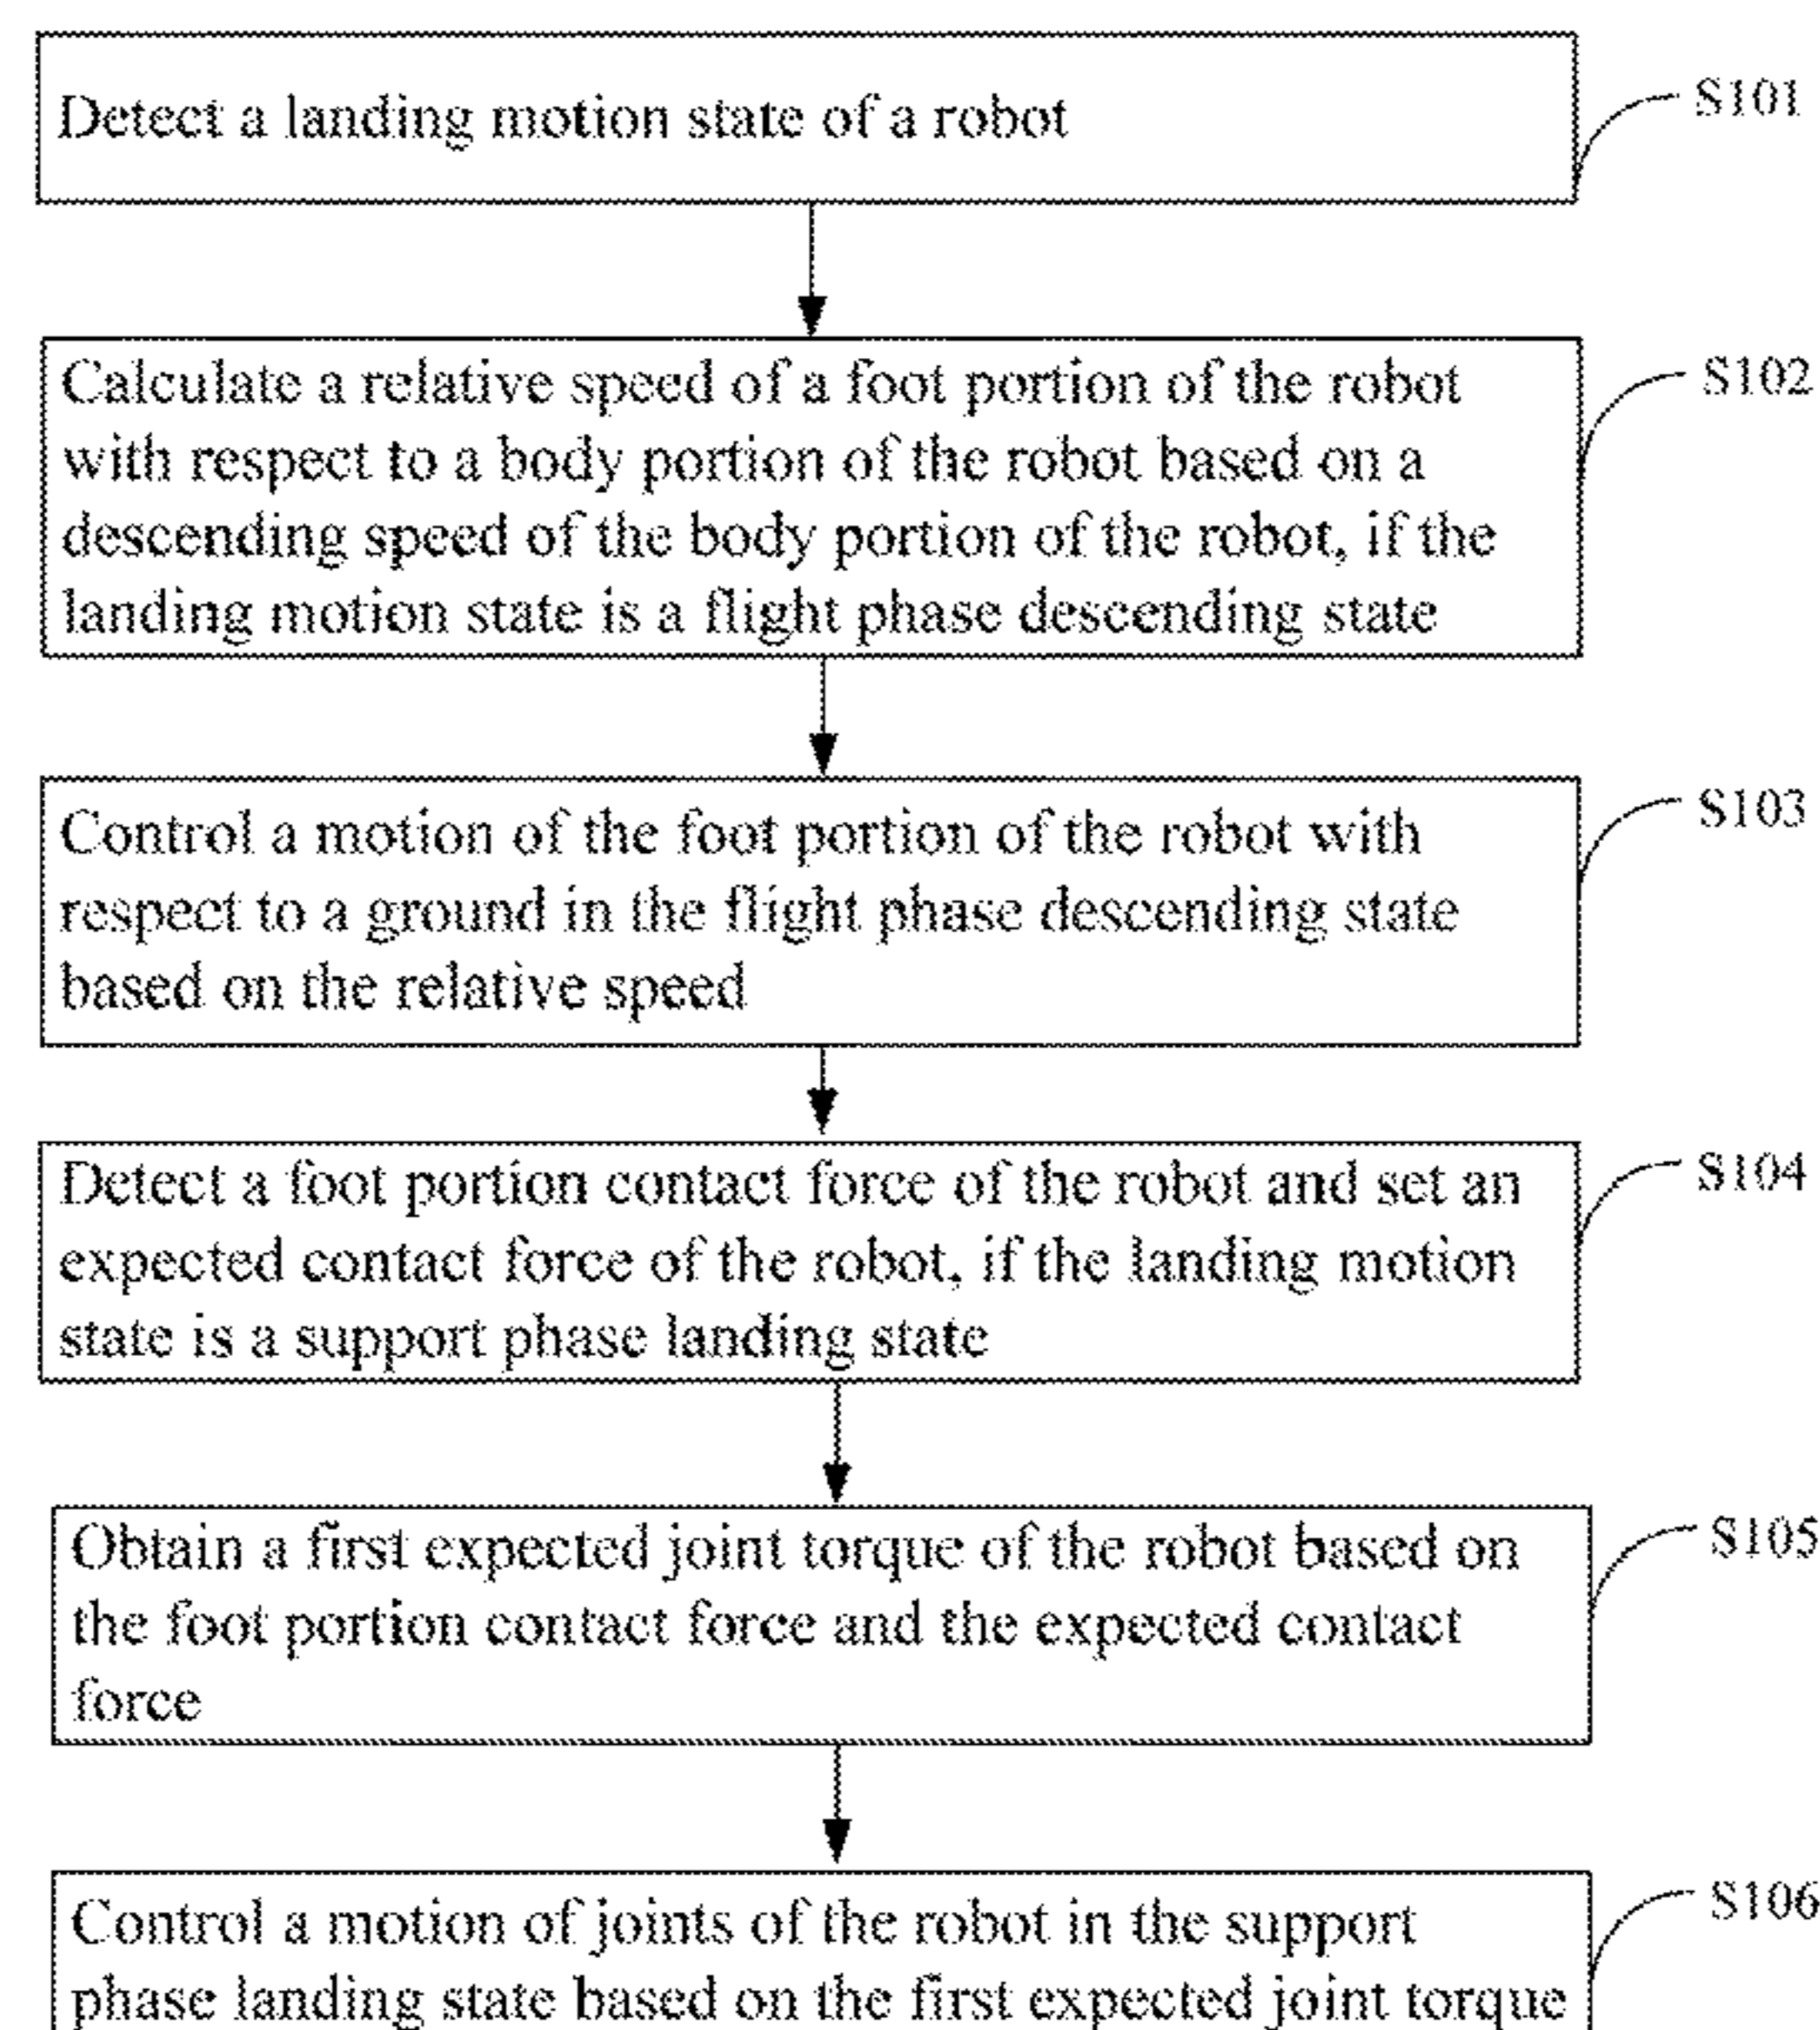 Detect a landing motion state of a robot
S101
Calculate a relative speed of a foot portion of the robot
with respect to a body portion of the robot based on a
descending speed of the body portion of the robot, if the
landing motion state is a flight phase descending state
S102
Control a motion of the foot portion of the robot with
respect to a ground in the flight phase descending state
based on the relative speed
S103
Detect a foot portion contact force of the robot and set an
expected contact force of the robot, if the landing motion
state is a support phase landing state
S104
Obtain a first expected joint torque of the robot based on
the foot portion contact force and the expected contact
force
S105
Control a motion of joints of the robot in the support
phase landing state based on the first expected joint torque
S106